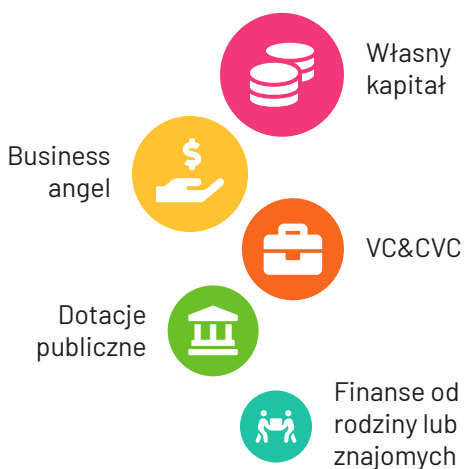 Własny
kapitał
Business
angel
$
VC&CVC
Dotacje
publiczne
Finanse od
rodziny lub
znajomych